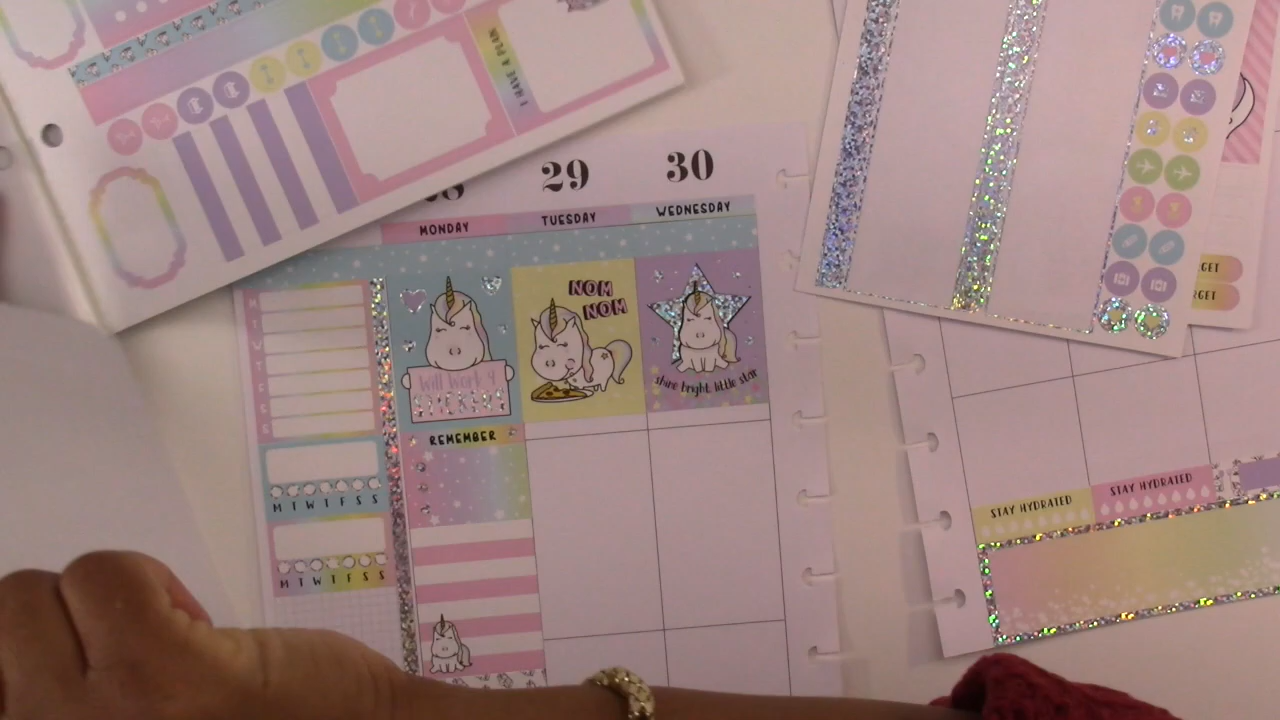 I HAVE A PLAN
29
30
MONDAY
TUESDAY
WEDNESDAY
M
T
W
T
F
S
S
NOM
NOM
Will Work 4
STICKERS
shine bright, little star
REMEMBER
M T W T F S S
M T W T F S S
STAY HYDRATED
STAY HYDRATED